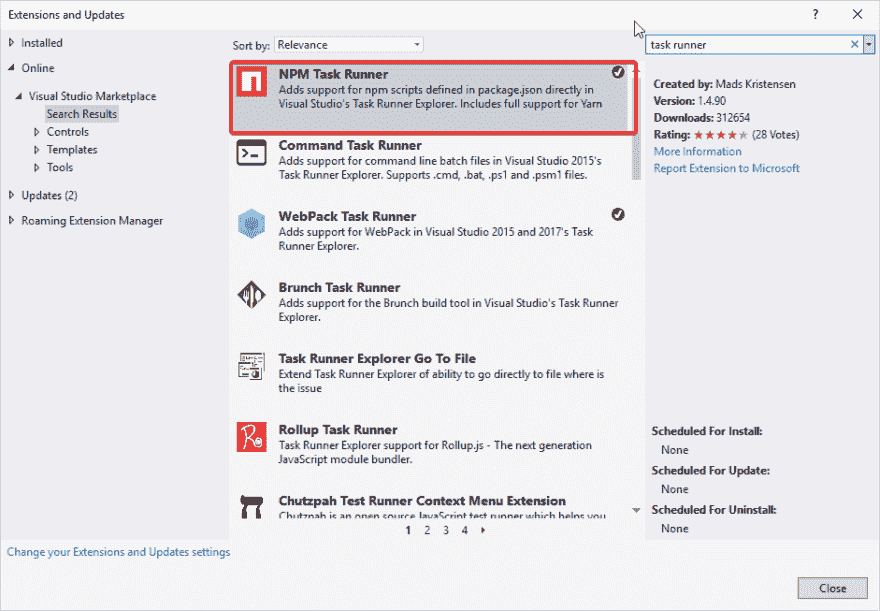 Extensions and Updates
?
Installed
Online
Visual Studio Marketplace
Search Results
Controls
Templates
Tools
Updates (2)
Roaming Extension Manager
Sort by: Relevance
NPM Task Runner
Adds support for npm scripts defined in package.json directly in
Visual Studio's Task Runner Explorer. Includes full support for Yarn
Command Task Runner
Adds support for command line batch files in Visual Studio 2015's
Task Runner Explorer. Supports .cmd, .bat, .ps1 and .psm1 files.
WebPack Task Runner
Adds support for WebPack in Visual Studio 2015 and 2017's Task
Runner Explorer.
Brunch Task Runner
Adds support for the Brunch build tool in Visual Studio's Task Runner
Explorer.
Task Runner Explorer Go To File
Extend Task Runner Explorer of ability to go directly to file where is
the issue
Rollup Task Runner
Task Runner Explorer support for Rollup.js - The next generation
JavaScript module bundler.
Chutzpah Test Runner Context Menu Extension
Chutzpah is an open source JavaScript test runner which helps you
1 2 3 4
task runner
Created by: Mads Kristensen
Version: 1.4.90
Downloads: 312654
Rating: (28 Votes)
More Information
Report Extension to Microsoft
Scheduled For Install:
None
Scheduled For Update:
None
Scheduled For Uninstall:
None
Change your Extensions and Updates settings
Close